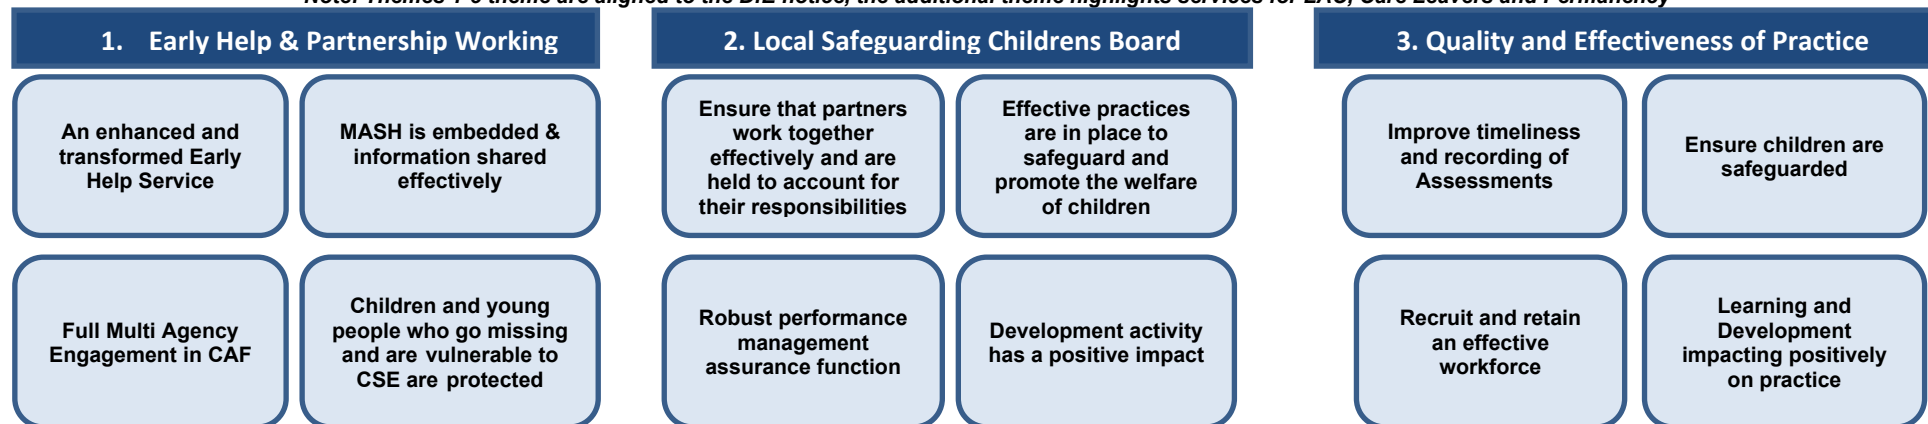 1. Early Help & Partnership Working
An enhanced and
transformed Early
Help Service
MASH is embedded &
information shared
effectively
Full Multi Agency
Engagement in CAF
Children and young
people who go missing
and are vulnerable to
CSE are protected
2. Local Safeguarding Childrens Board
Ensure that partners
work together
effectively and are
held to account for
their responsibilities
Effective practices
are in place to
safeguard and
promote the welfare
of children
Robust performance
management
assurance function
Development activity
has a positive impact
3. Quality and Effectiveness of Practice
Improve timeliness
and recording of
Assessments
Ensure children are
safeguarded
Recruit and retain
an effective
workforce
Learning and
Development
impacting positively
on practice